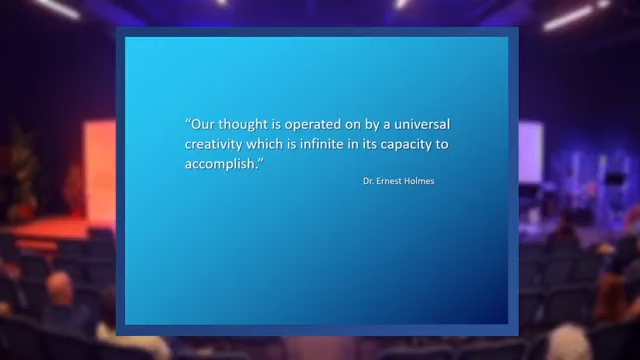 “Our thought is operated on by a universal
creativity which is infinite in its capacity to
accomplish.”
Dr. Ernest Holmes